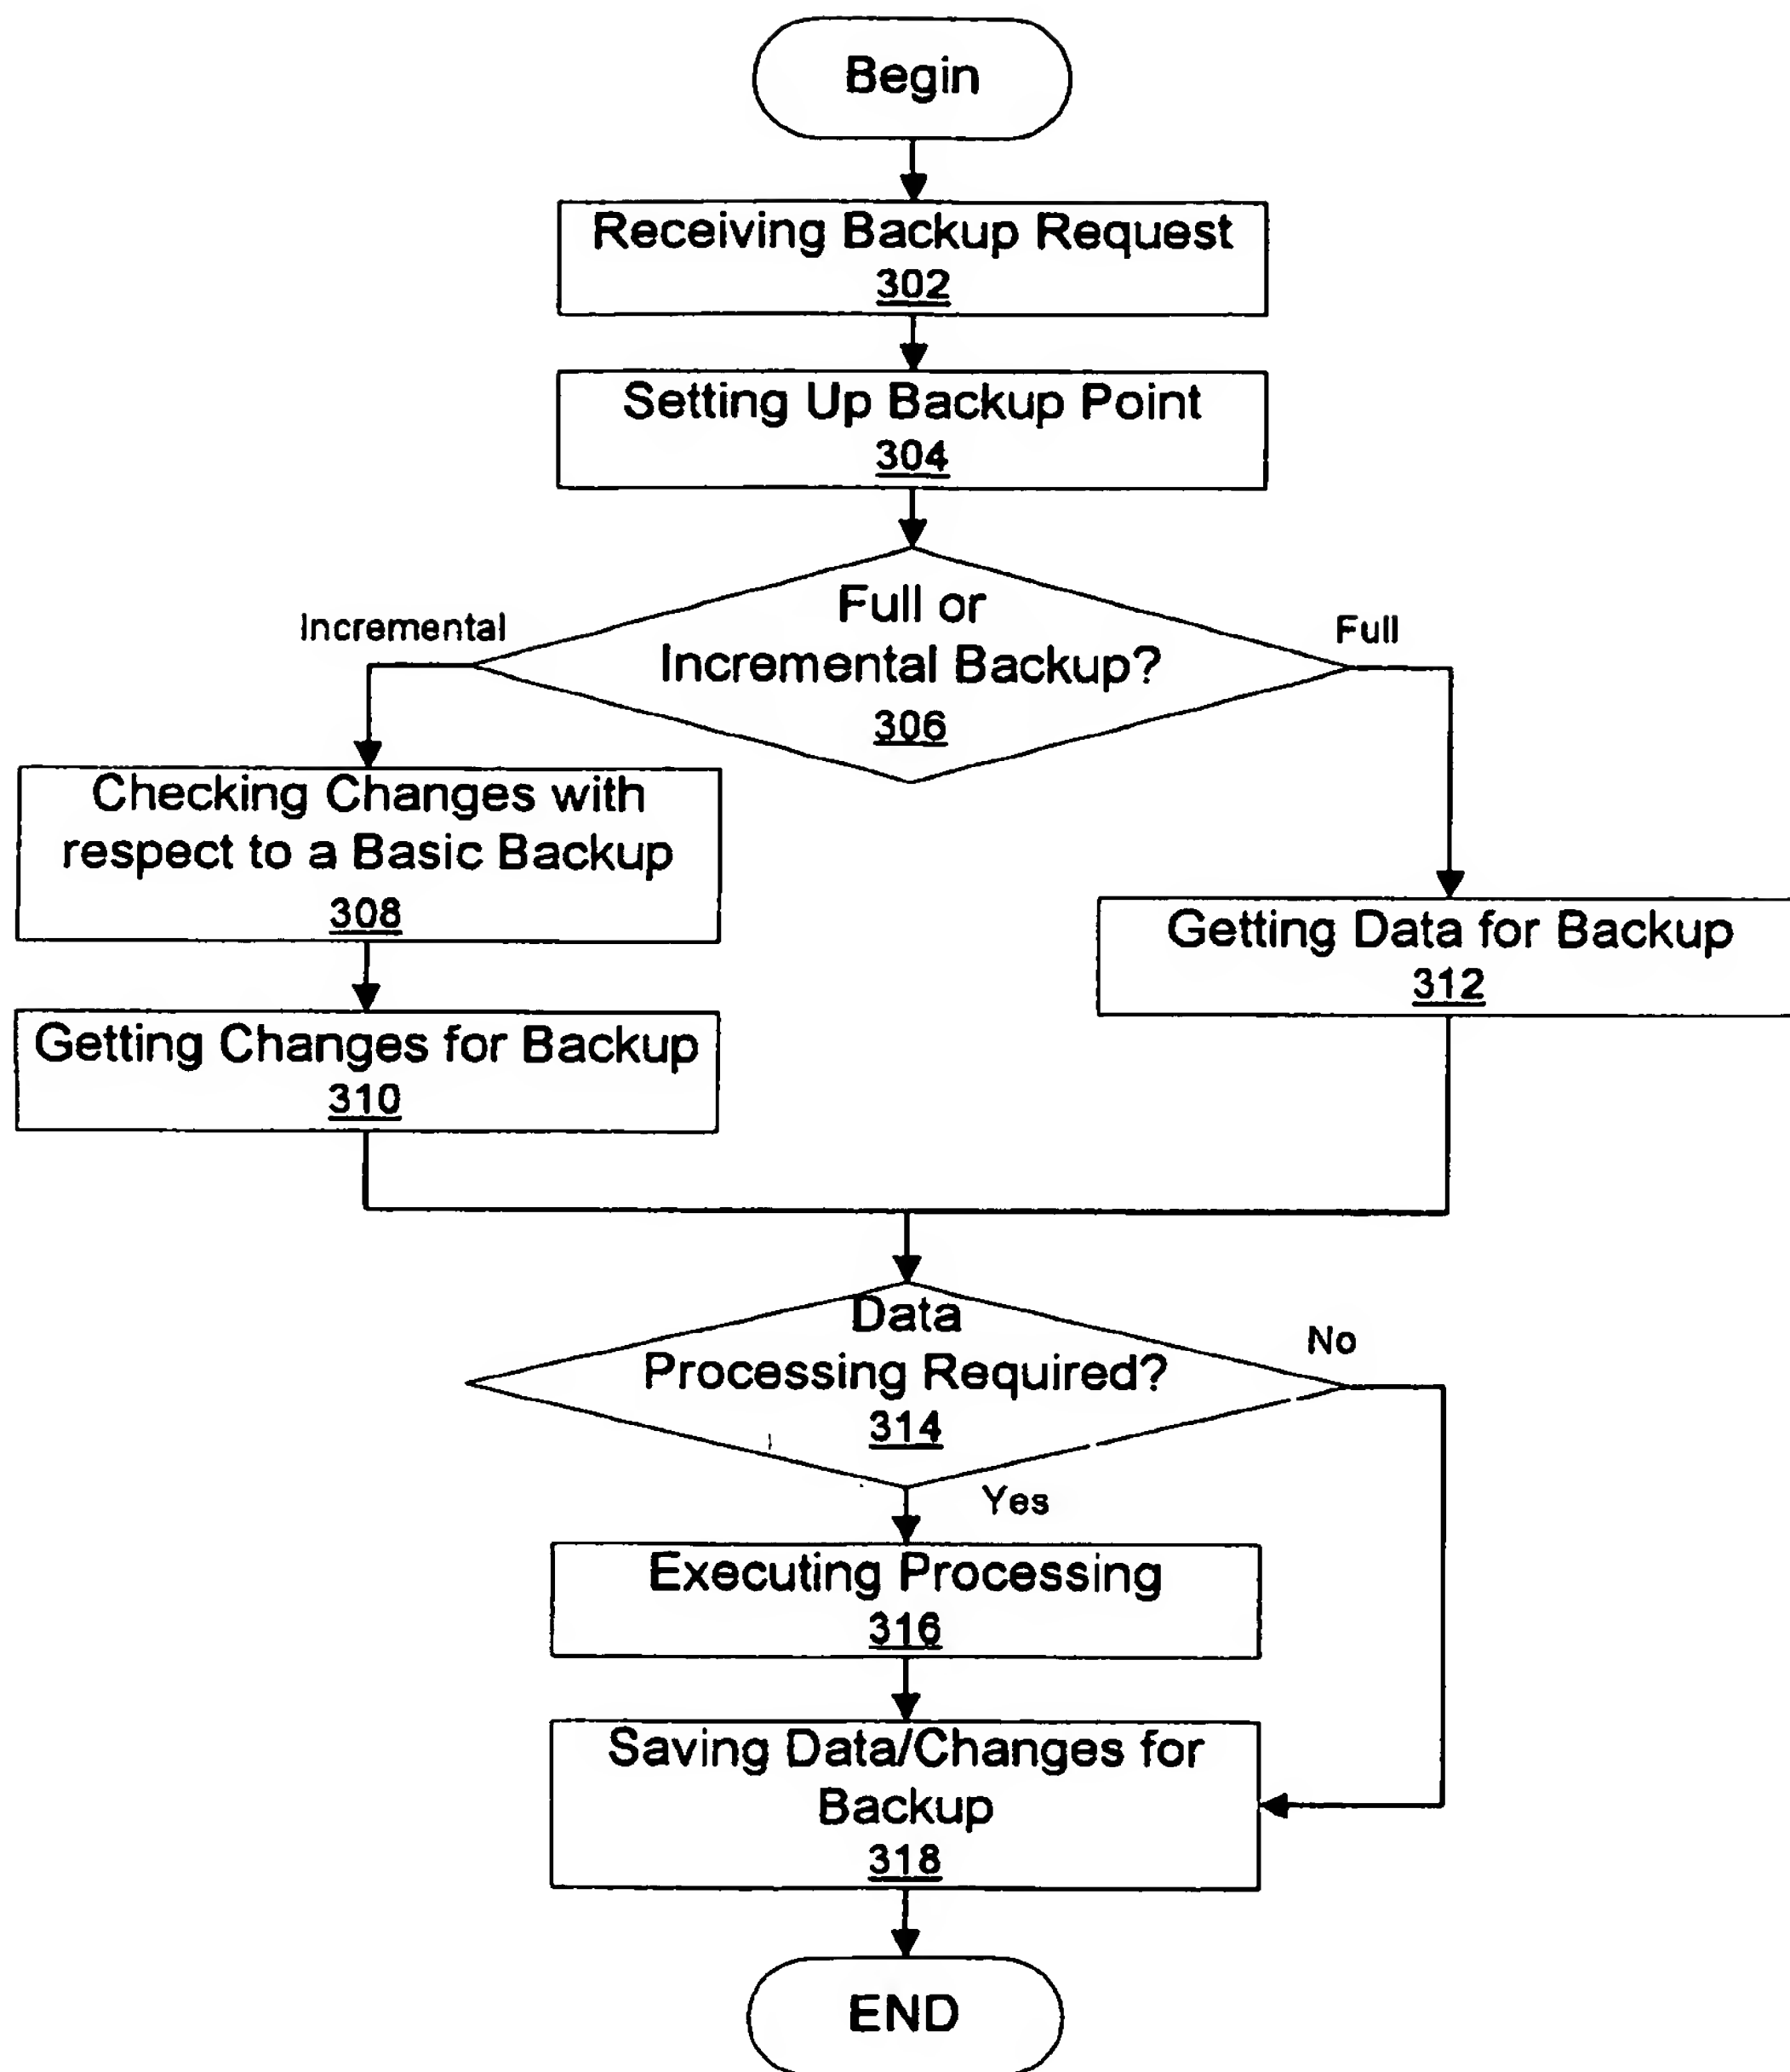 Begin
Receiving Backup Request
302
Setting Up Backup Point
304
Full or
Incremental Backup?
306
Incremental
Full
Checking Changes with
respect to a Basic Backup
308
Getting Changes for Backup
310
Getting Data for Backup
312
Data
Processing Required?
314
No
Yes
Executing Processing
316
Saving Data/Changes for
Backup
318
END